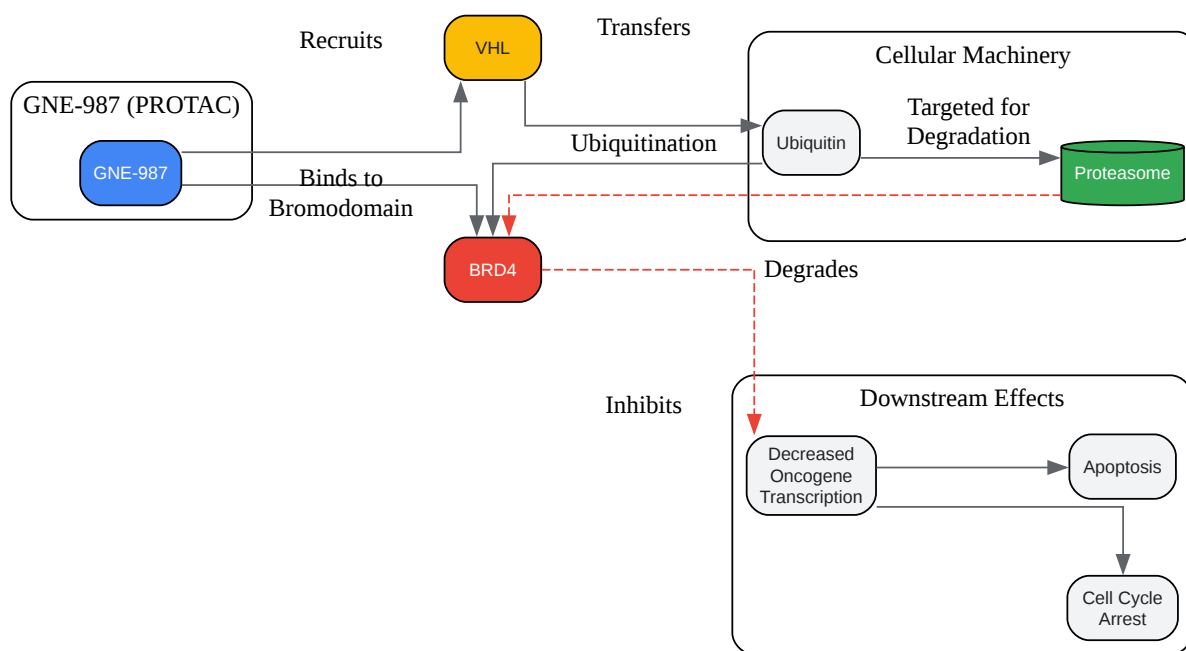 Recruits
VHL
Transfers
Cellular Machinery
GNE-987 (PROTAC)
GNE-987
Ubiquitination
Ubiquitin
Targeted for
Degradation
Proteasome
Binds to
Bromodomain
BRD4
Degrades
Inhibits
Downstream Effects
Decreased
Oncogene
Transcription
Apoptosis
Cell Cycle
Arrest